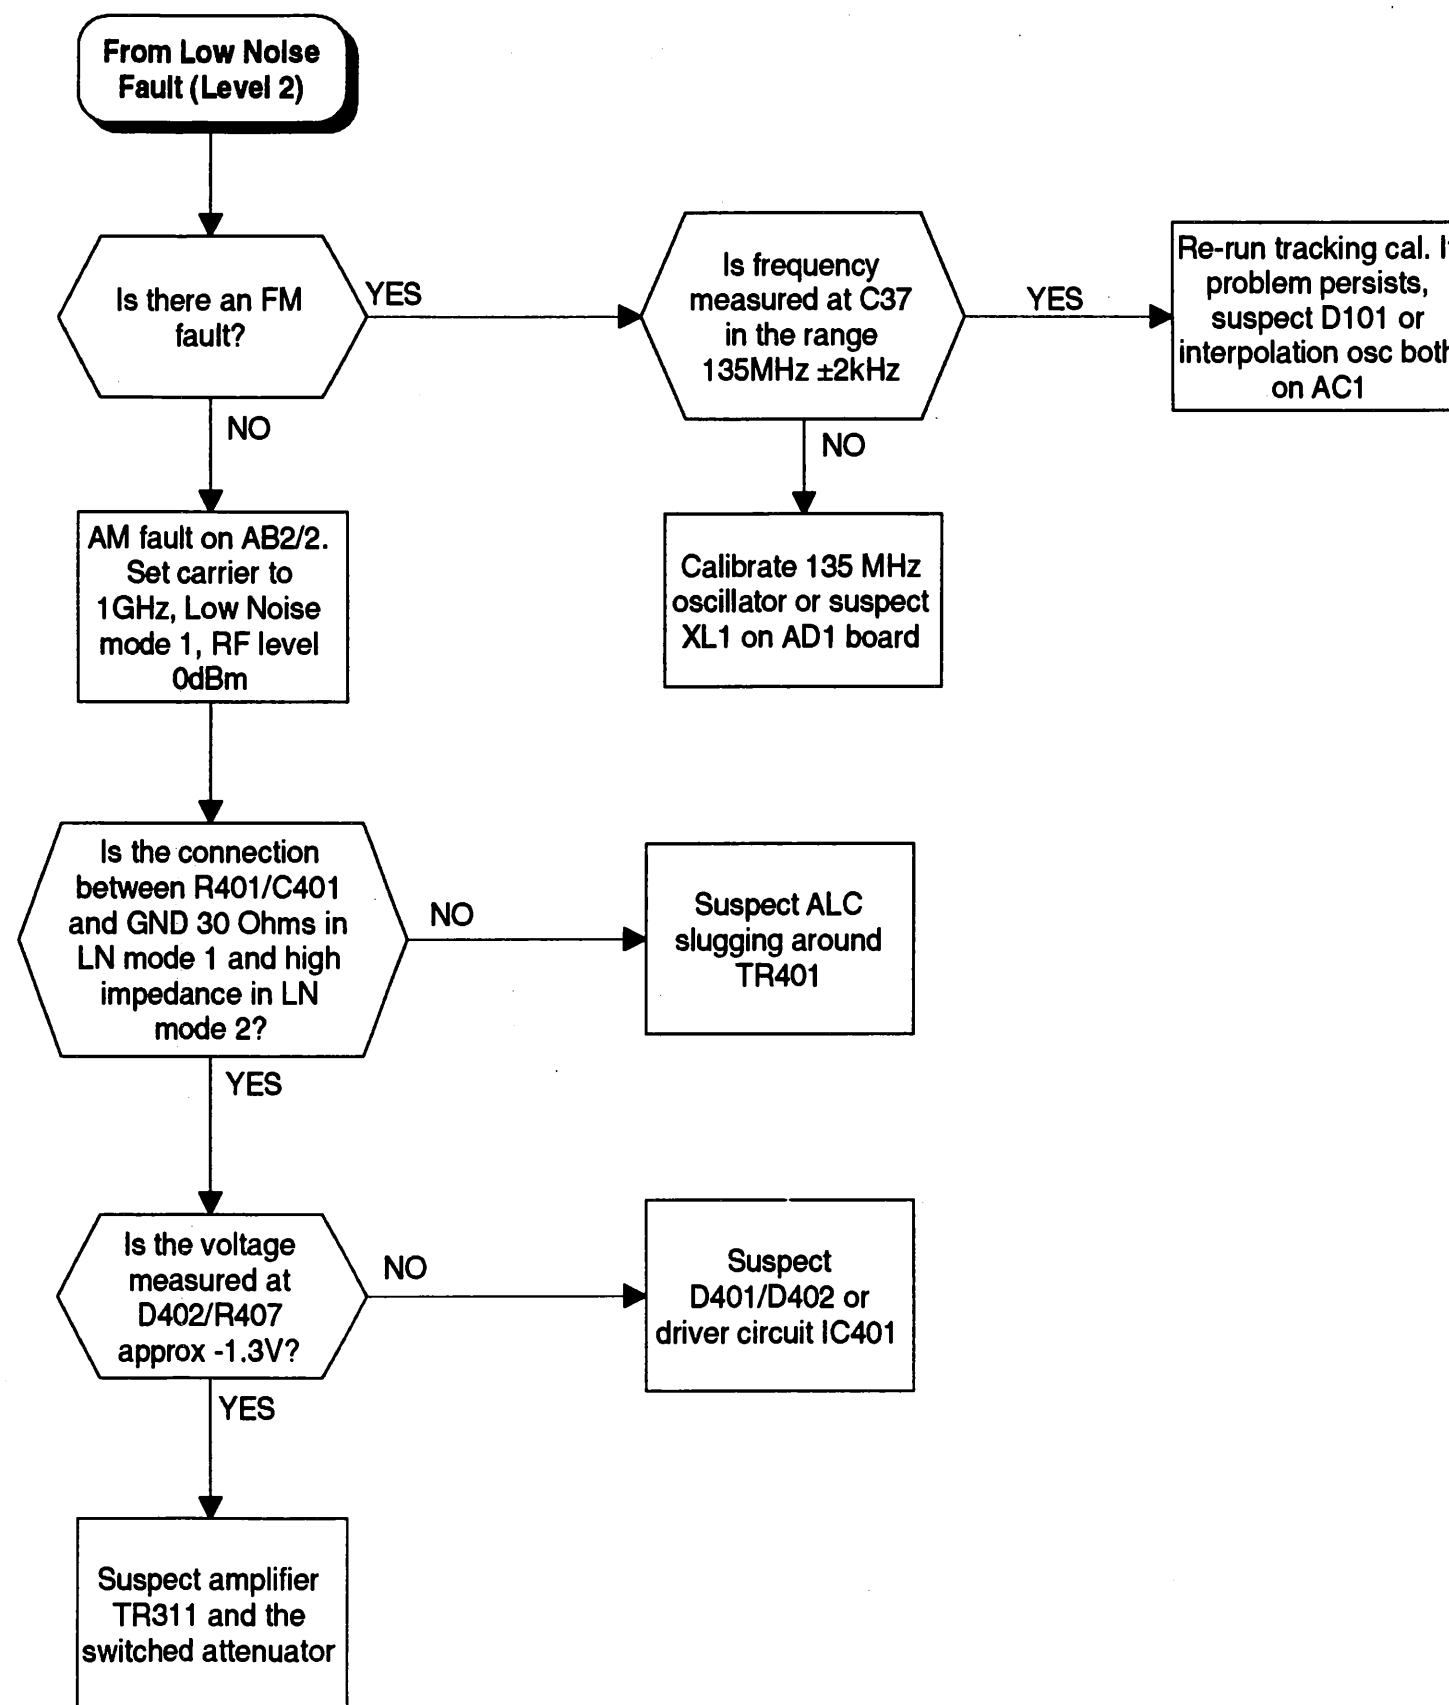 From Low Noise
Fault (Level 2)
Is there an FM
fault?
YES
Is frequency
measured at C37
in the range
135MHz ±2kHz
YES
Re-run tracking cal. I
problem persists,
suspect D101 or
interpolation osc both
on AC1
NO
NO
AM fault on AB2/2.
Set carrier to
1GHz, Low Noise
mode 1, RF level
0dBm
Calibrate 135 MHz
oscillator or suspect
XL1 on AD1 board
Is the connection
between R401/C401
and GND 30 Ohms in
LN mode 1 and high
impedance in LN
mode 2?
NO
Suspect ALC
slugging around
TR401
YES
Is the voltage
measured at
D402/R407
approx -1.3V?
NO
Suspect
D401/D402 or
driver circuit IC401
YES
Suspect amplifier
TR311 and the
switched attenuator